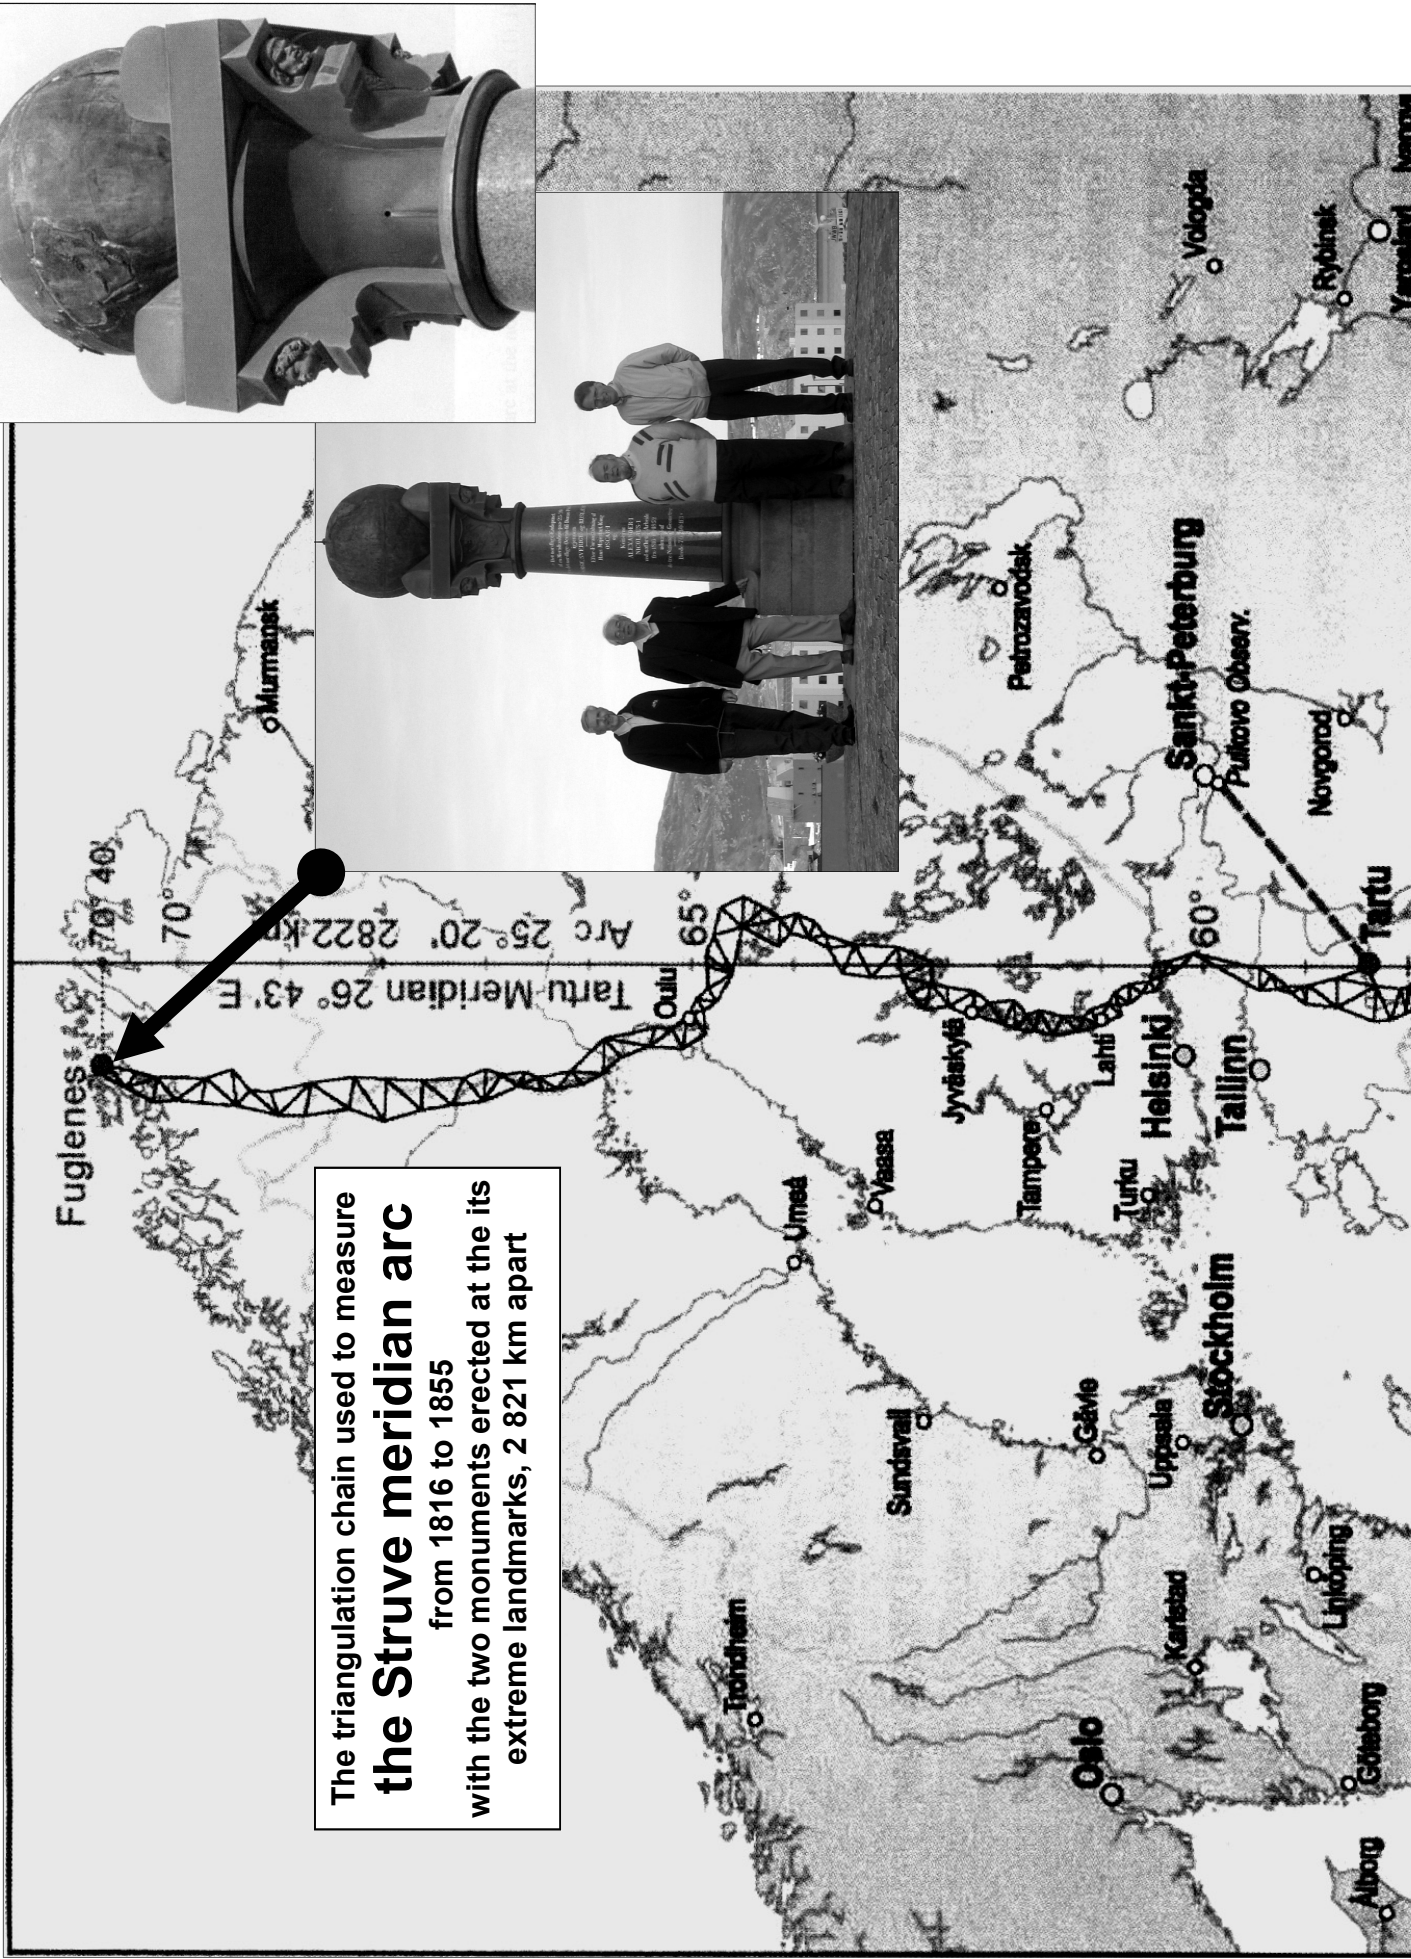 The triangulation chain used to measure
the Struve meridian arc
from 1816 to 1855
with the two monuments erected at the its
extreme landmarks, 2 821 km apart
Fuglenes
70° 40'
70°
Tartu Meridian 26° 43' E
Arc 25° 20' 2822 km
65°
60°
Murmansk
Oulu
Umeå
Vaasa
Trondheim
Sundsvall
Jyväskylä
Tampere
Lahti
Petrozavodsk
Gävle
Turku
Helsinki
Sankt-Peterburg
Pulkovo Observ.
Vologda
Oslo
Karlstad
Uppsala
Stockholm
Tallinn
Novgorod
Rybinsk
Tartu
Linköping
Göteborg
Ålborg
Yaroslavl